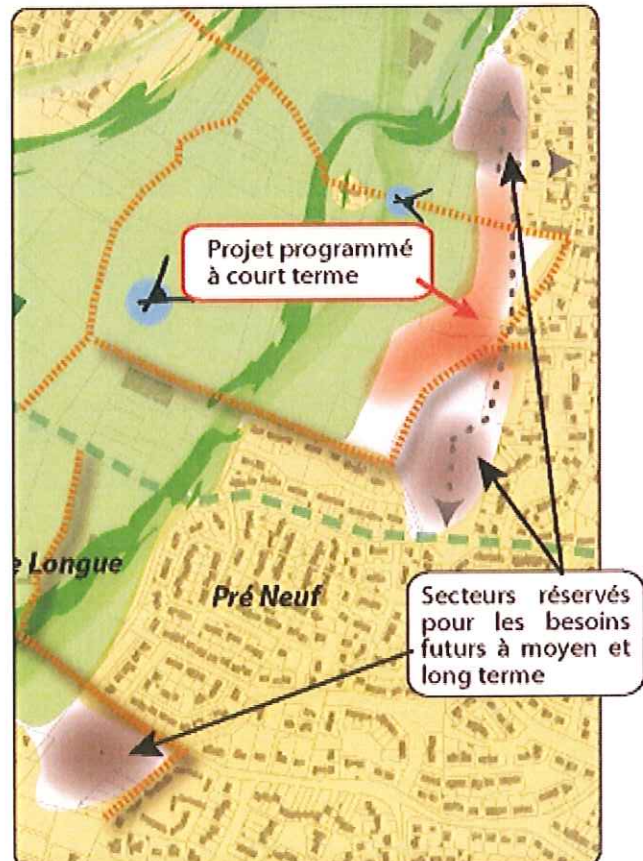 Projet programmé
à court terme
e Longue
Pré Neuf
Secteurs réservés
pour les besoins
futurs à moyen et
long terme